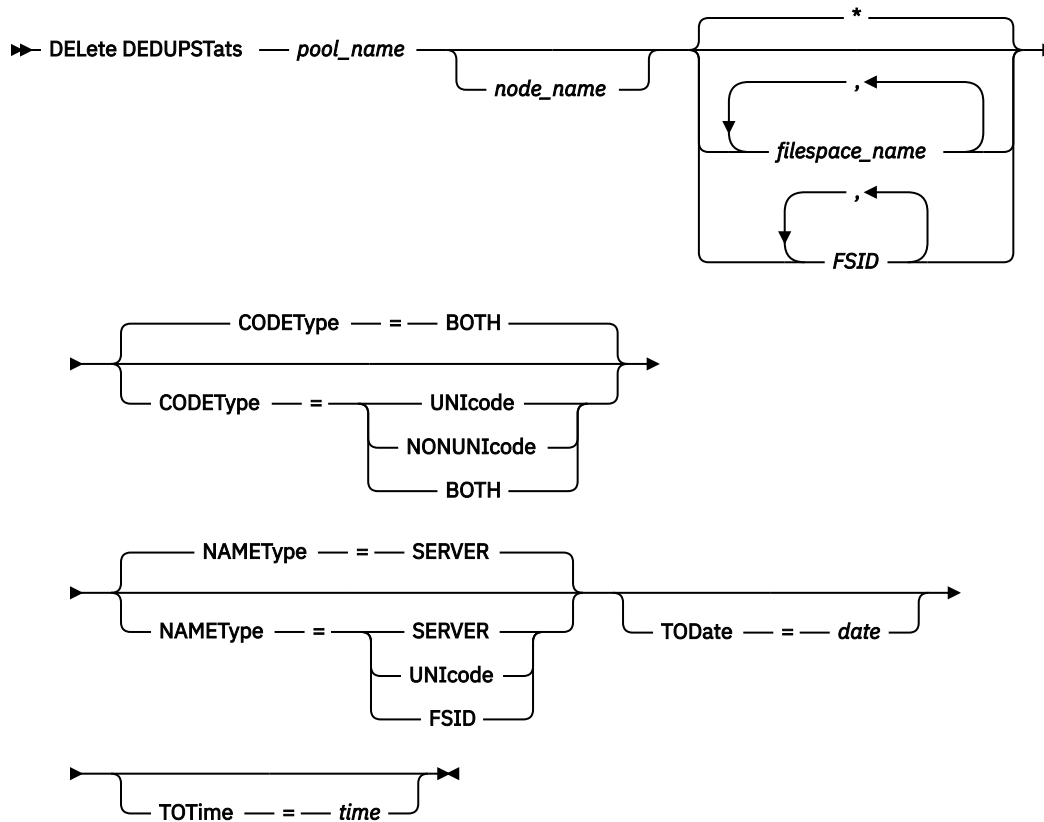 *
DELete DEDUPSTats pool_name
node_name
,
filespace_name
,
FSID
CODEType = BOTH
CODEType = UNIcode
NONUNIcode
BOTH
NAMEType = SERVER
NAMEType = SERVER
UNIcode
FSID
TODate = date
TOTime = time